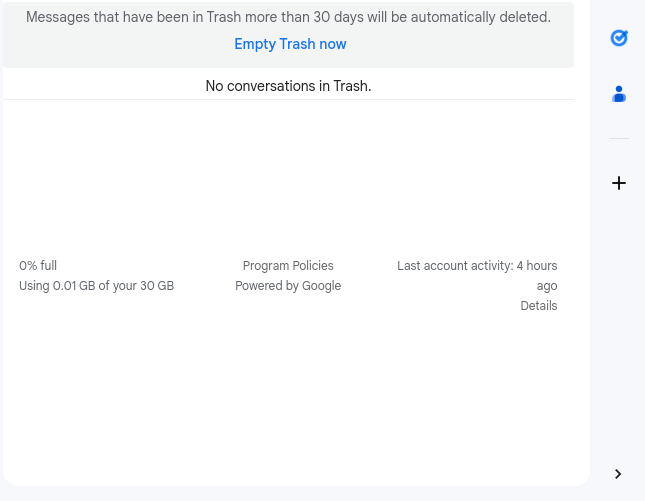 Messages that have been in Trash more than 30 days will be automatically deleted.
Empty Trash now
No conversations in Trash.
0% full
Using 0.01 GB of your 30 GB
Program Policies
Powered by Google
Last account activity: 4 hours
ago
Details